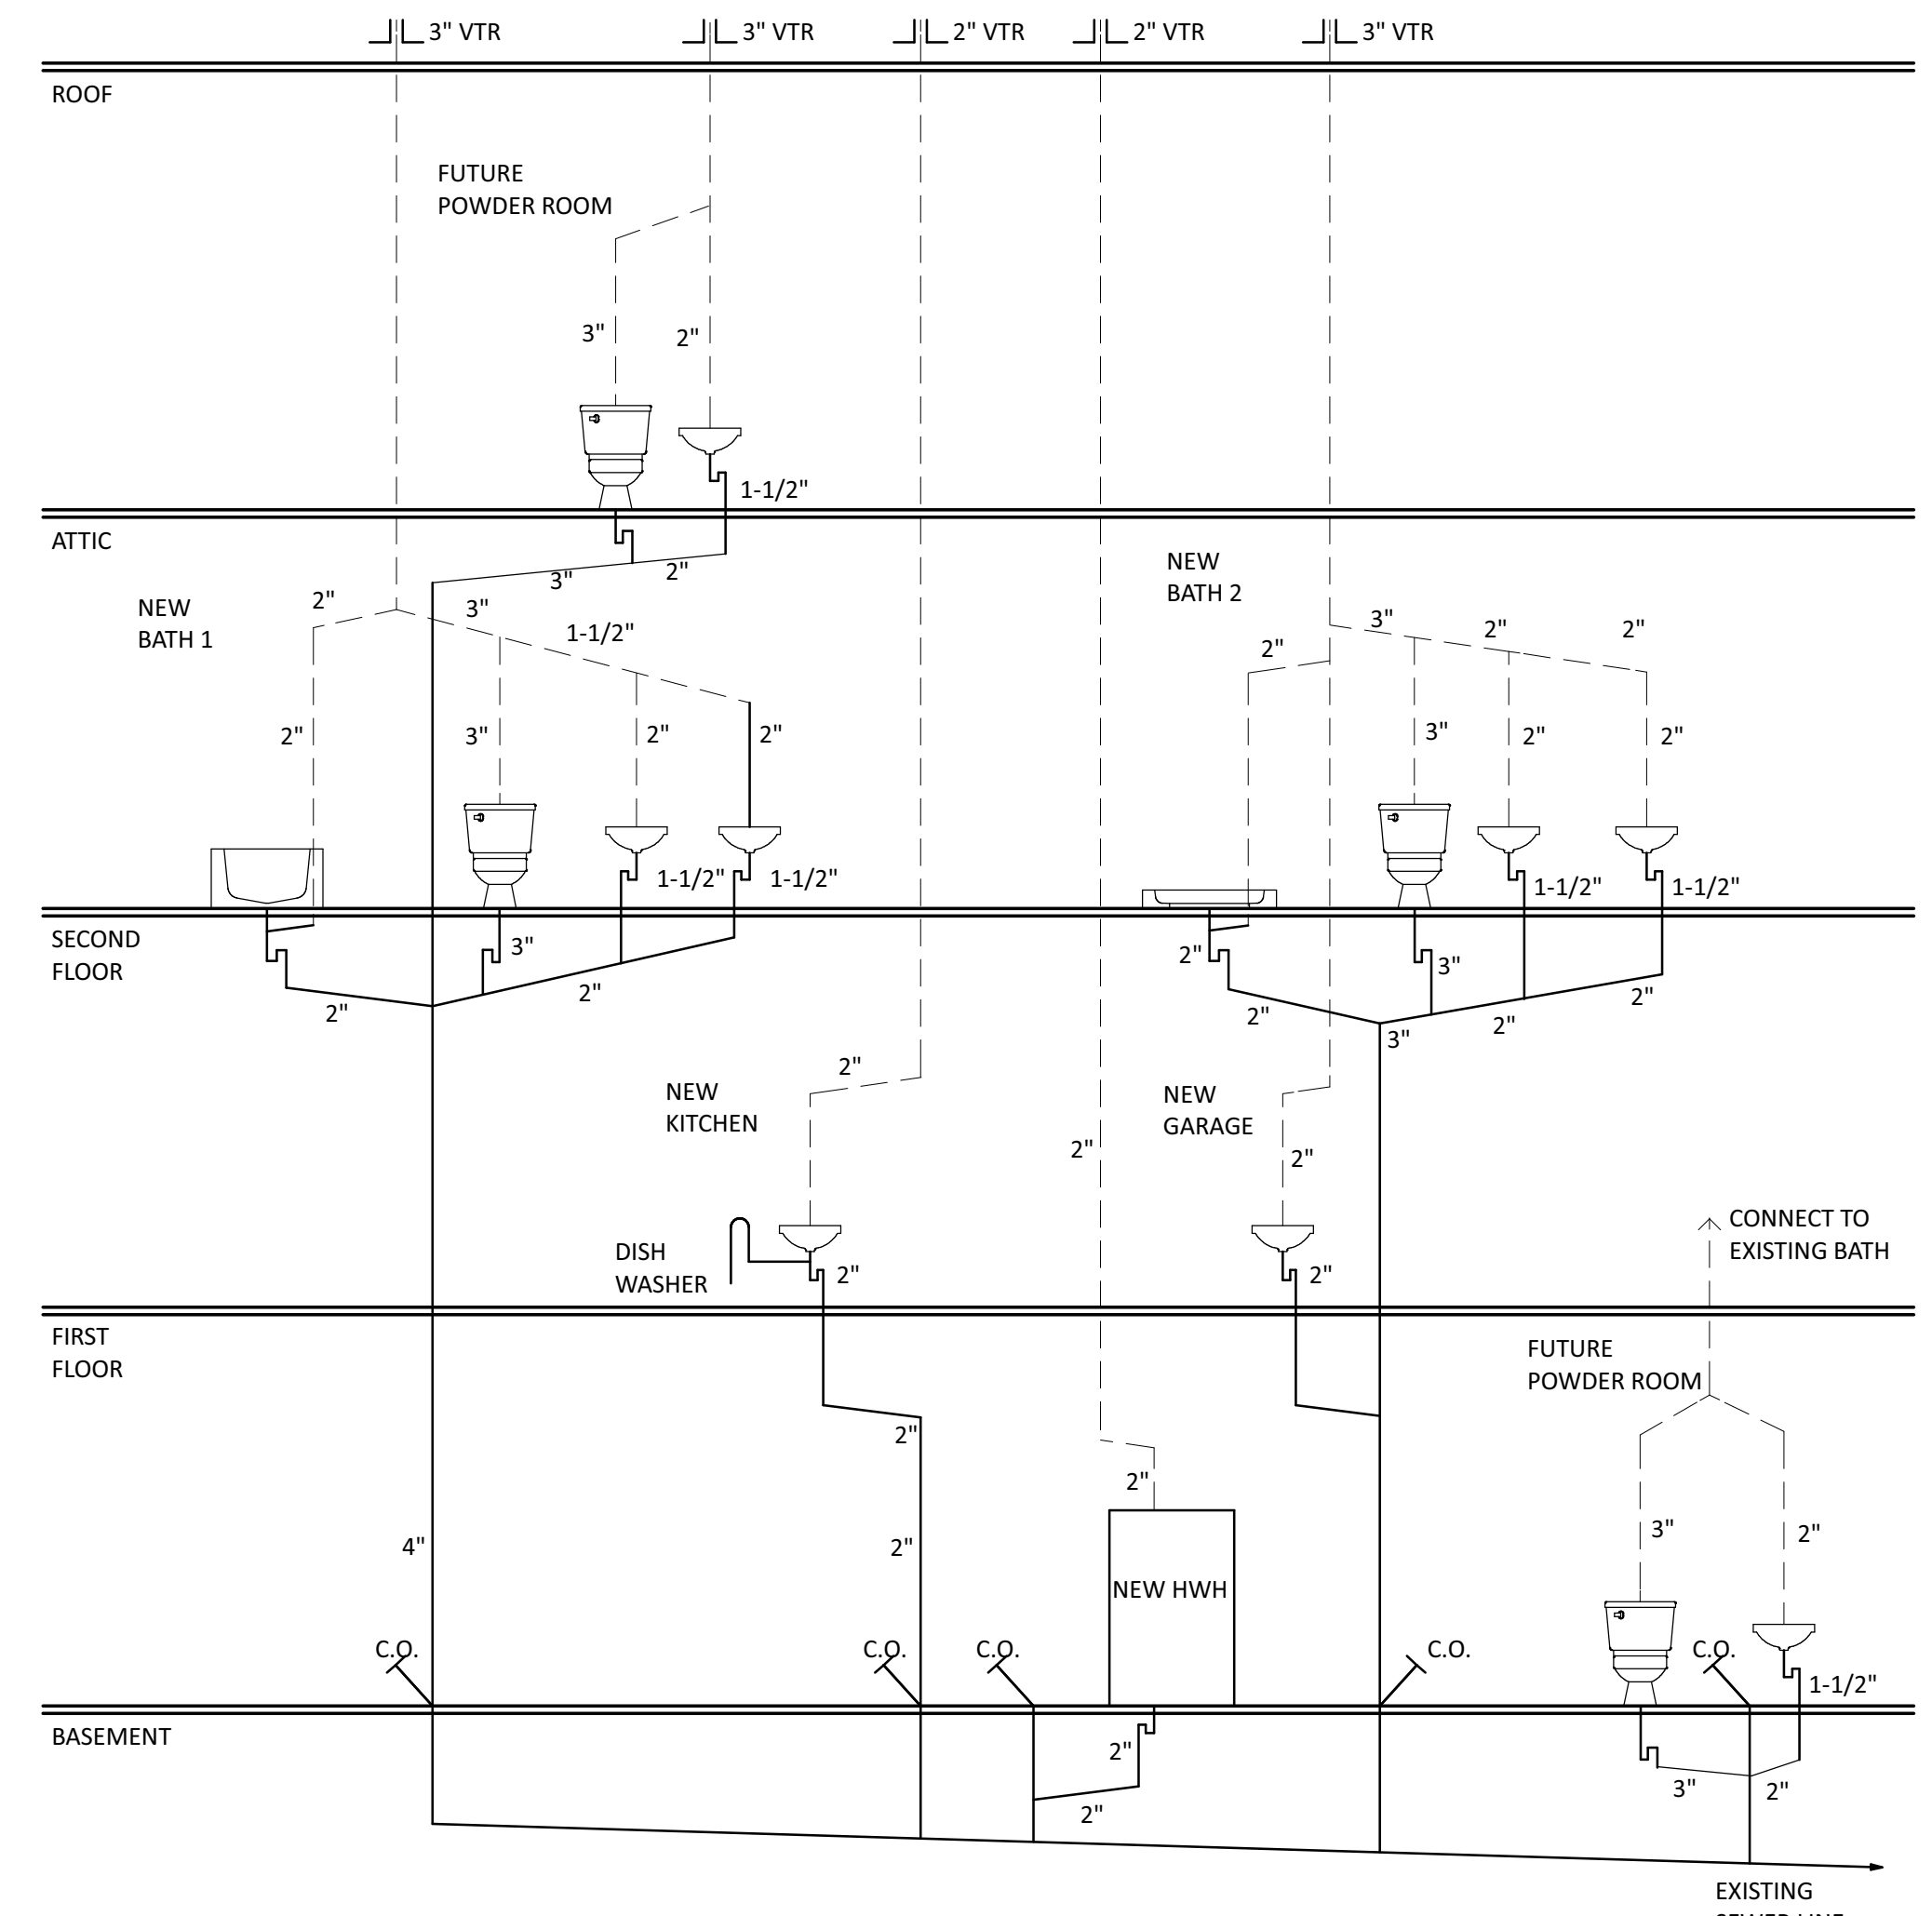 3" VTR
3" VTR
2" VTR
2" VTR
3" VTR
ROOF
FUTURE
POWDER ROOM
3"
2"
1-1/2"
ATTIC
3"
2"
NEW
BATH 1
2"
3"
1-1/2"
NEW
BATH 2
3"
2"
2"
2"
2"
3"
2"
2"
3"
2"
2"
1-1/2"
1-1/2"
1-1/2"
1-1/2"
SECOND
FLOOR
3"
2"
2"
2"
3"
2"
3"
2"
2"
NEW
KITCHEN
2"
NEW
GARAGE
2"
2"
DISH
WASHER
2"
2"
CONNECT TO
EXISTING BATH
FIRST
FLOOR
FUTURE
POWDER ROOM
2"
2"
4"
2"
3"
2"
NEW HWH
C.O.
C.O.
C.O.
C.O.
C.O.
1-1/2"
BASEMENT
2"
2"
3"
2"
EXISTING
SEWER LINE